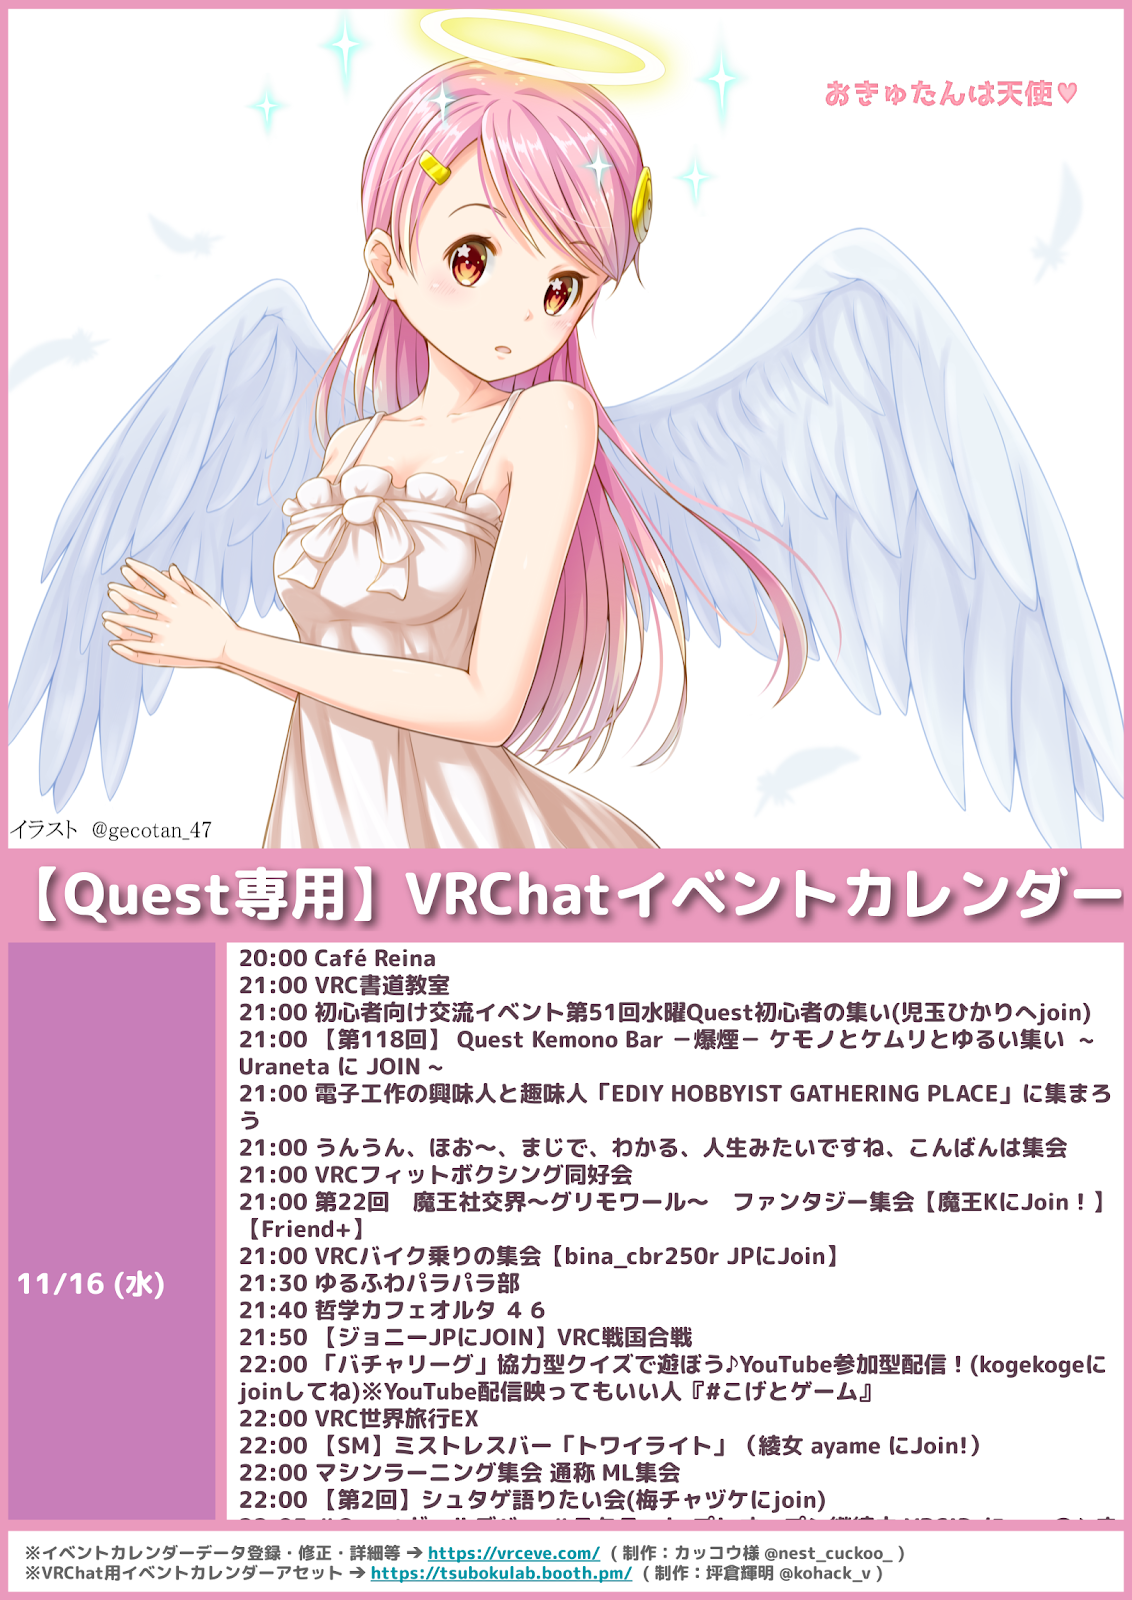 おきゅたんは天使♥
イラスト @gecotan_47
【Quest専用】VRChatイベントカレンダー
11/16 (水)
20:00 Café Reina
21:00 VRC書道教室
21:00 初心者向け交流イベント第51回水曜Quest初心者の集い(児玉ひかりへjoin)
21:00 【第118回】 Quest Kemono Bar －爆煙－ ケモノとケムリとゆるい集い ~
Uraneta に JOIN ~
21:00 電子工作の興味人と趣味人「EDIY HOBBYIST GATHERING PLACE」に集まろ
う
21:00 うんうん、ほお～、まじで、わかる、人生みたいですね、こんばんは集会
21:00 VRCフィットボクシング同好会
21:00 第22回　魔王社交界～グリモワール～　ファンタジー集会【魔王KにJoin！】
【Friend+】
21:00 VRCバイク乗りの集会【bina_cbr250r JPにJoin】
21:30 ゆるふわパラパラ部
21:40 哲学カフェオルタ ４６
21:50 【ジョニーJPにJOIN】VRC戦国合戦
22:00 「バチャリーグ」協力型クイズで遊ぼう♪YouTube参加型配信！(kogekogeに
joinしてね)※YouTube配信映ってもいい人『#こげとゲーム』
22:00 VRC世界旅行EX
22:00 【SM】ミストレスバー「トワイライト」（綾女 ayame にJoin!）
22:00 マシンラーニング集会 通称 ML集会
22:00 【第2回】シュタゲ語りたい会(梅チャヅケにjoin)
※イベントカレンダーデータ登録・修正・詳細等 ➔ https://vrceve.com/ ( 制作：カッコウ様 @nest_cuckoo_ )
※VRChat用イベントカレンダーアセット ➔ https://tsubokulab.booth.pm/ ( 制作：坪倉輝明 @kohack_v )